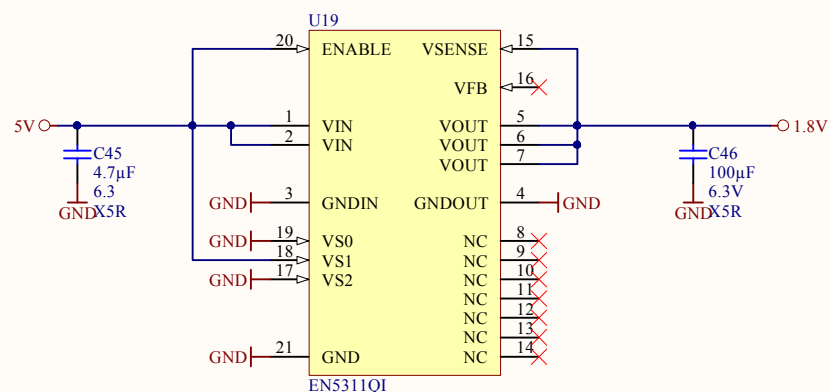 U19
20 ENABLE VSENSE 15
VFB 16
5V 1 VIN VOUT 5 1.8V
2 VIN VOUT 6
VOUT 7
C45
4.7µF
6.3
X5R
GND
C46
100µF
6.3V
X5R
GND
GND 3 GNDIN GNDOUT 4 GND
GND 19 VS0 NC 8
18 VS1 NC 9
GND 17 VS2 NC 10
NC 11
NC 12
NC 13
GND 21 GND NC 14
EN5311QI